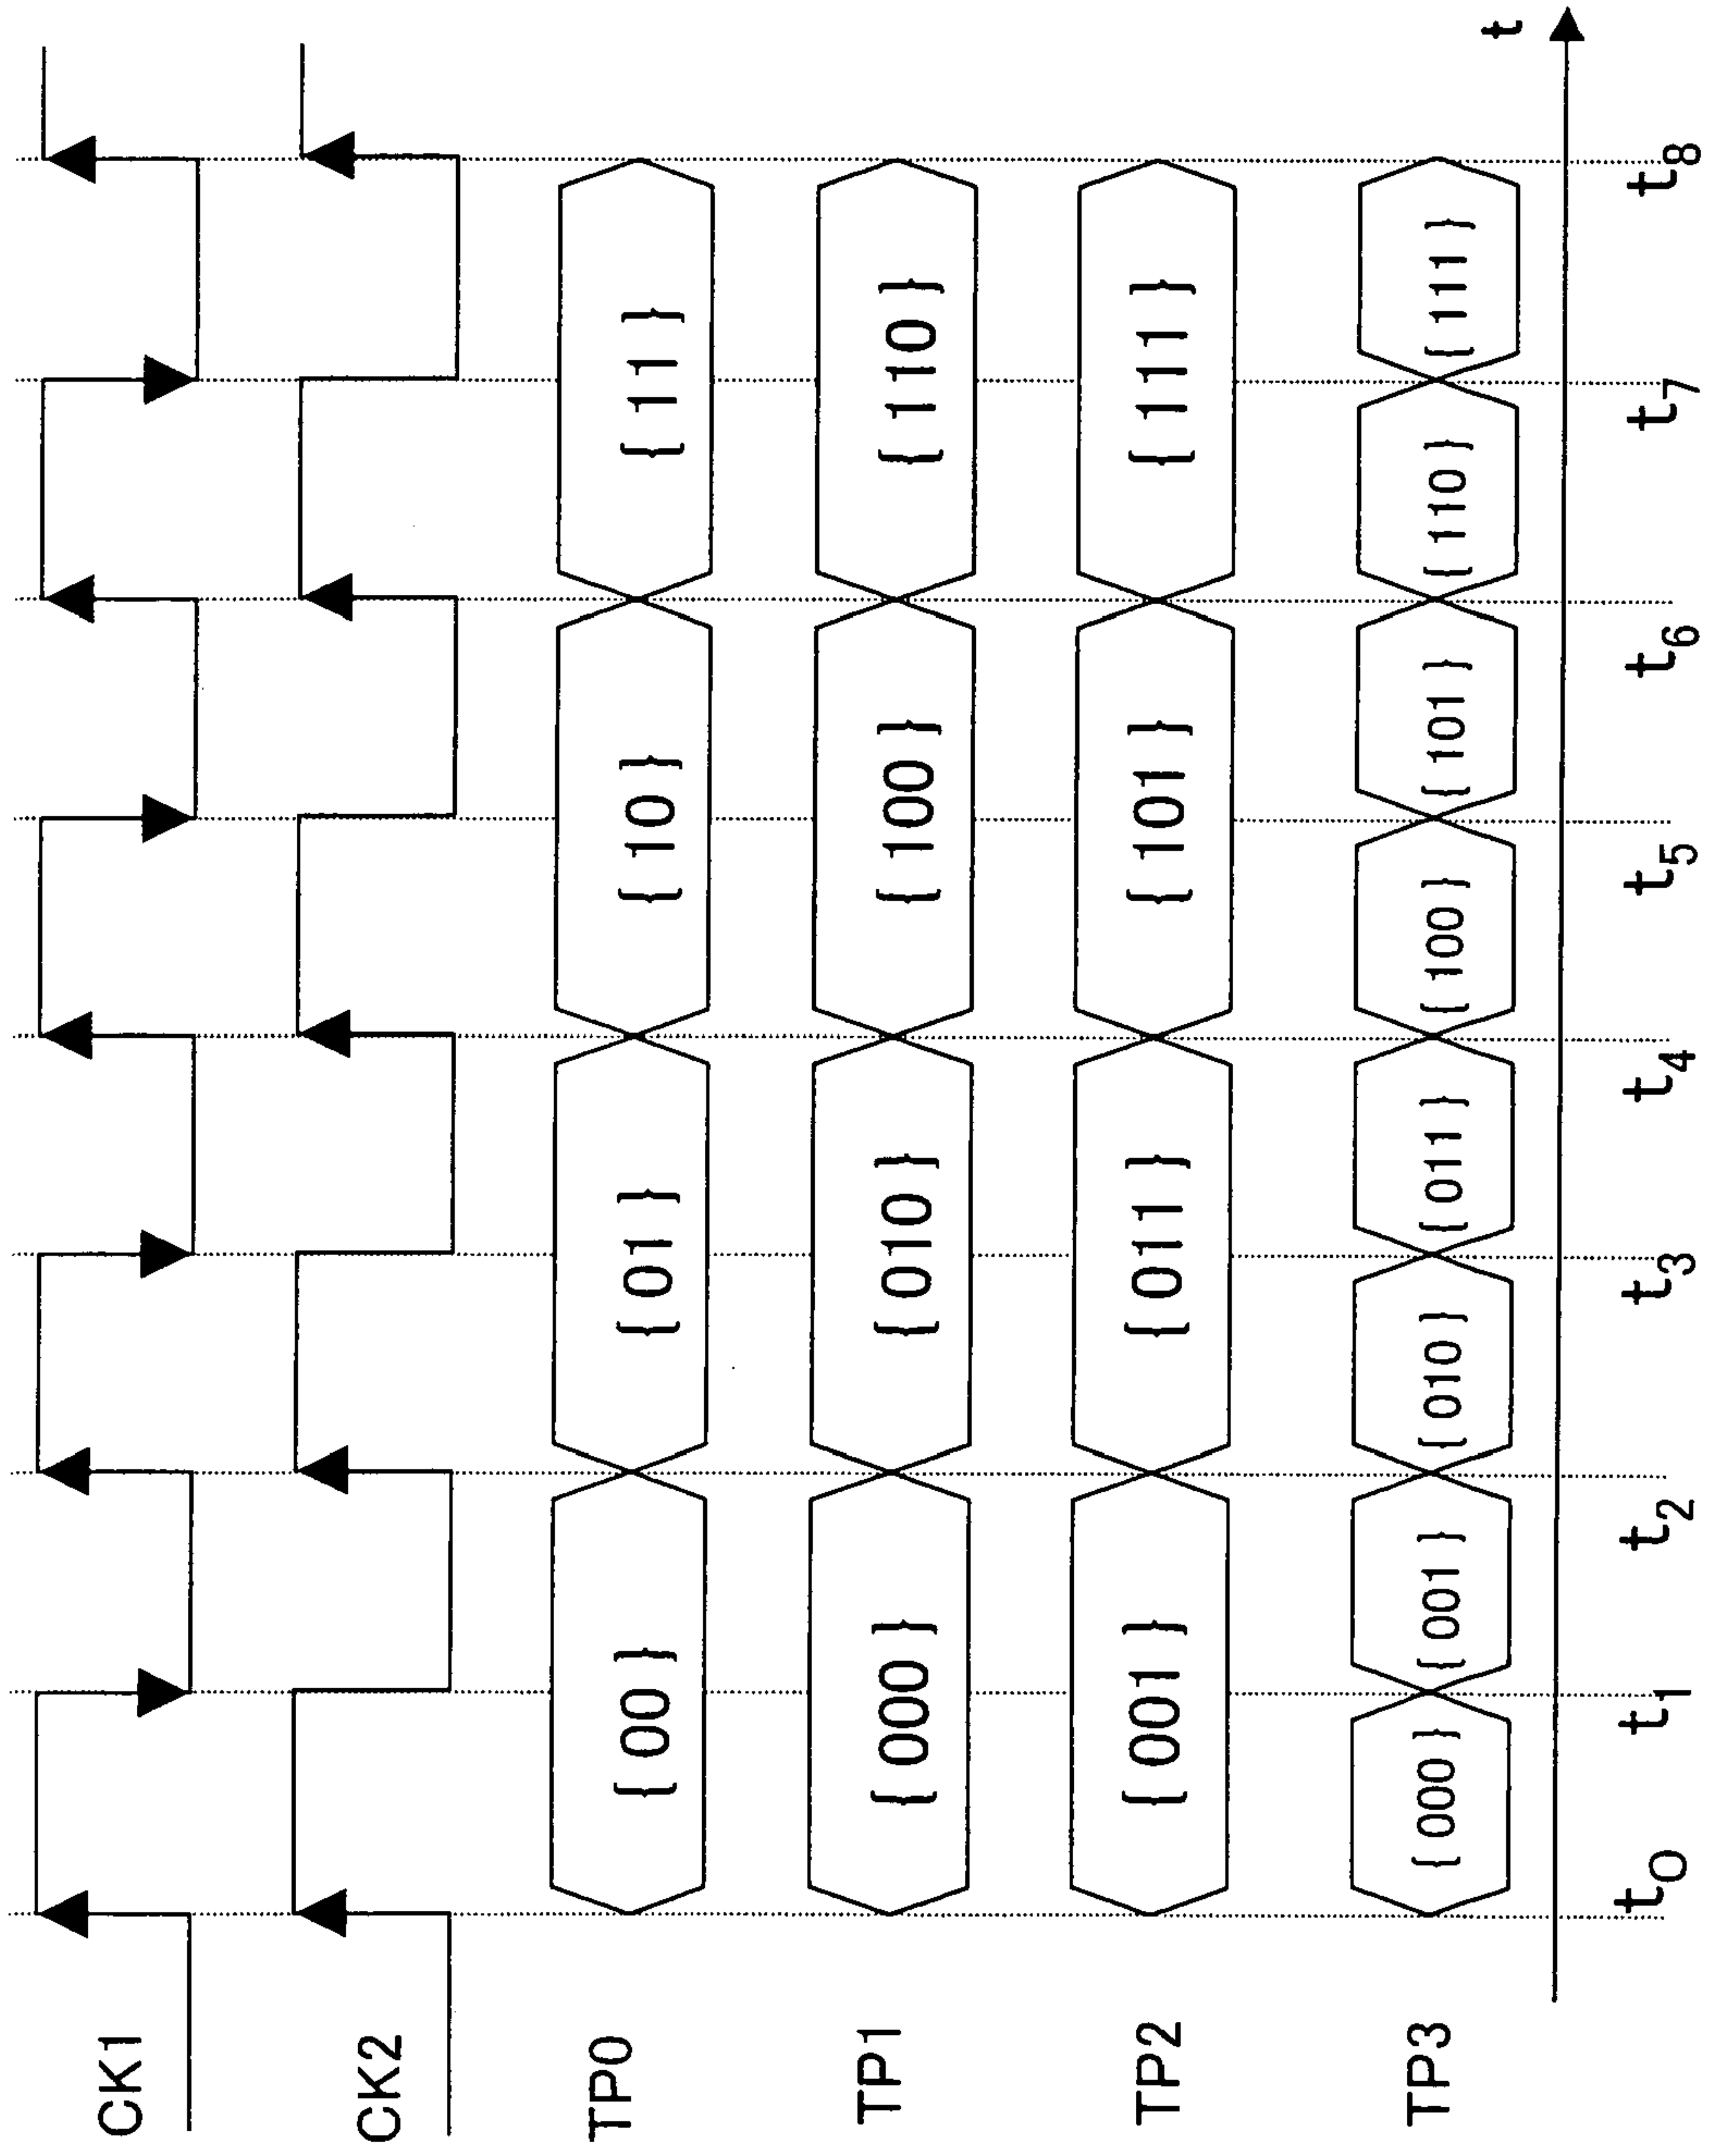 CK1
CK2
TP0 { 00 } { 01 } { 10 } { 11 }
TP1 { 000 } { 010 } { 100 } { 110 }
TP2 { 001 } { 011 } { 101 } { 111 }
TP3 { 000 } { 001 } { 010 } { 011 } { 100 } { 101 } { 110 } { 111 }
t
t0 t1 t2 t3 t4 t5 t6 t7 t8